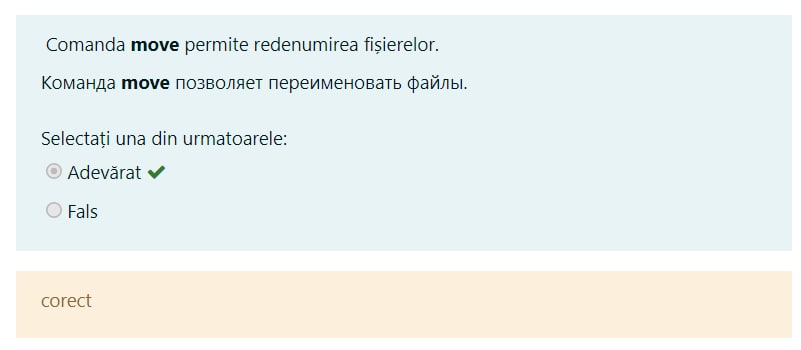 Comanda move permite redenumirea fișierelor.
Команда move позволяет переименовать файлы.
Selectați una din urmatoarele:
Adevărat
Fals
corect